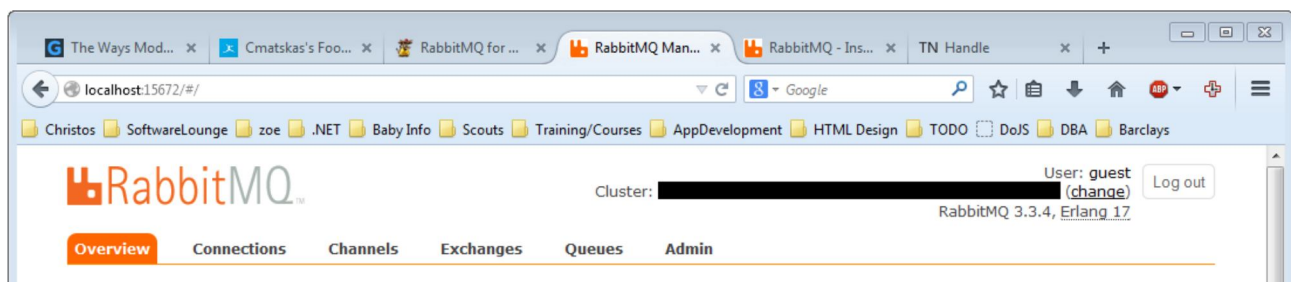 The Ways Mod... Cmatskas's Foo... RabbitMQ for ... RabbitMQ Man... RabbitMQ - Ins... TN Handle
localhost:15672/#/ Google ABP
Christos SoftwareLounge zoe .NET Baby Info Scouts Training/Courses AppDevelopment HTML Design TODO DoJS DBA Barclays
RabbitMQ TM
User: guest
Cluster: (change)
Log out
RabbitMQ 3.3.4, Erlang 17
Overview Connections Channels Exchanges Queues Admin